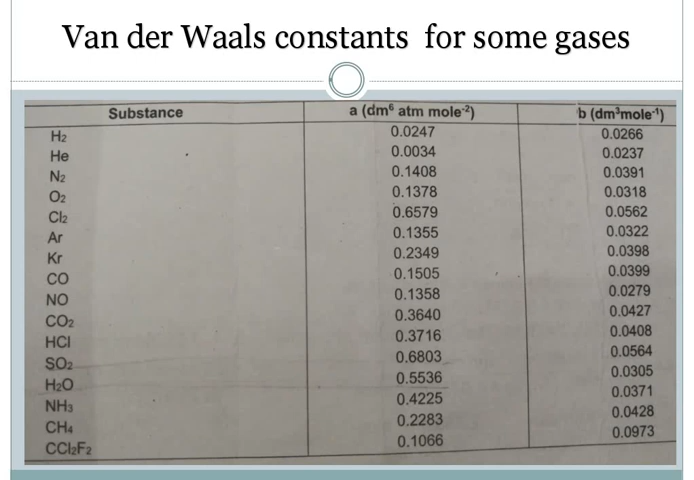 Van der Waals constants for some gases
Substance a (dm⁶ atm mole⁻²) b (dm³mole⁻¹)
H₂ 0.0247 0.0266
He 0.0034 0.0237
N₂ 0.1408 0.0391
O₂ 0.1378 0.0318
Cl₂ 0.6579 0.0562
Ar 0.1355 0.0322
Kr 0.2349 0.0398
CO 0.1505 0.0399
NO 0.1358 0.0279
CO₂ 0.3640 0.0427
HCl 0.3716 0.0408
SO₂ 0.6803 0.0564
H₂O 0.5536 0.0305
NH₃ 0.4225 0.0371
CH₄ 0.2283 0.0428
CCl₂F₂ 0.1066 0.0973